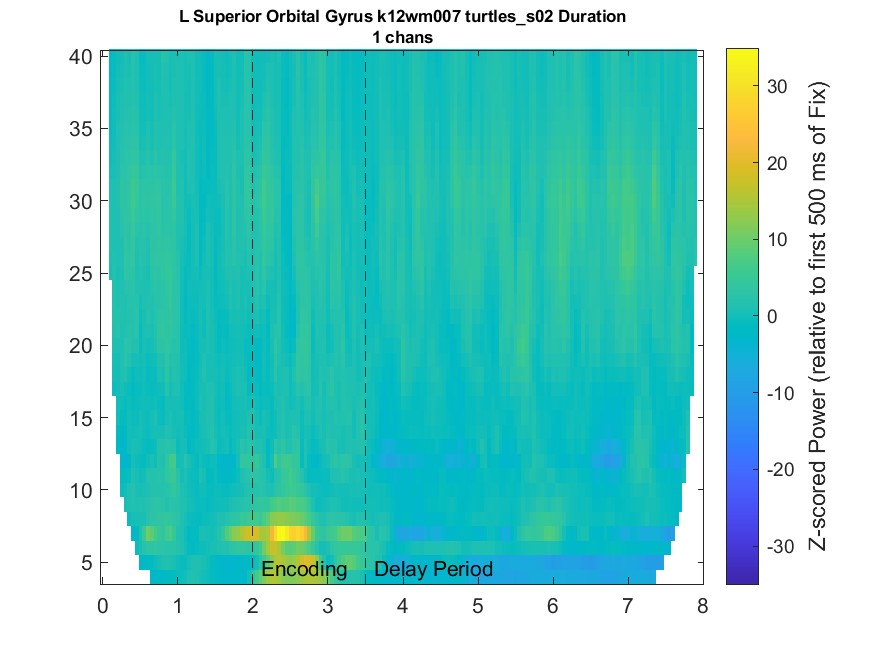 L Superior Orbital Gyrus k12wm007 turtles_s02 Duration
1 chans
40
35
30
25
20
15
10
5
Encoding
Delay Period
0 1 2 3 4 5 6 7 8
30
20
10
0
-10
-20
-30
Z-scored Power (relative to first 500 ms of Fix)